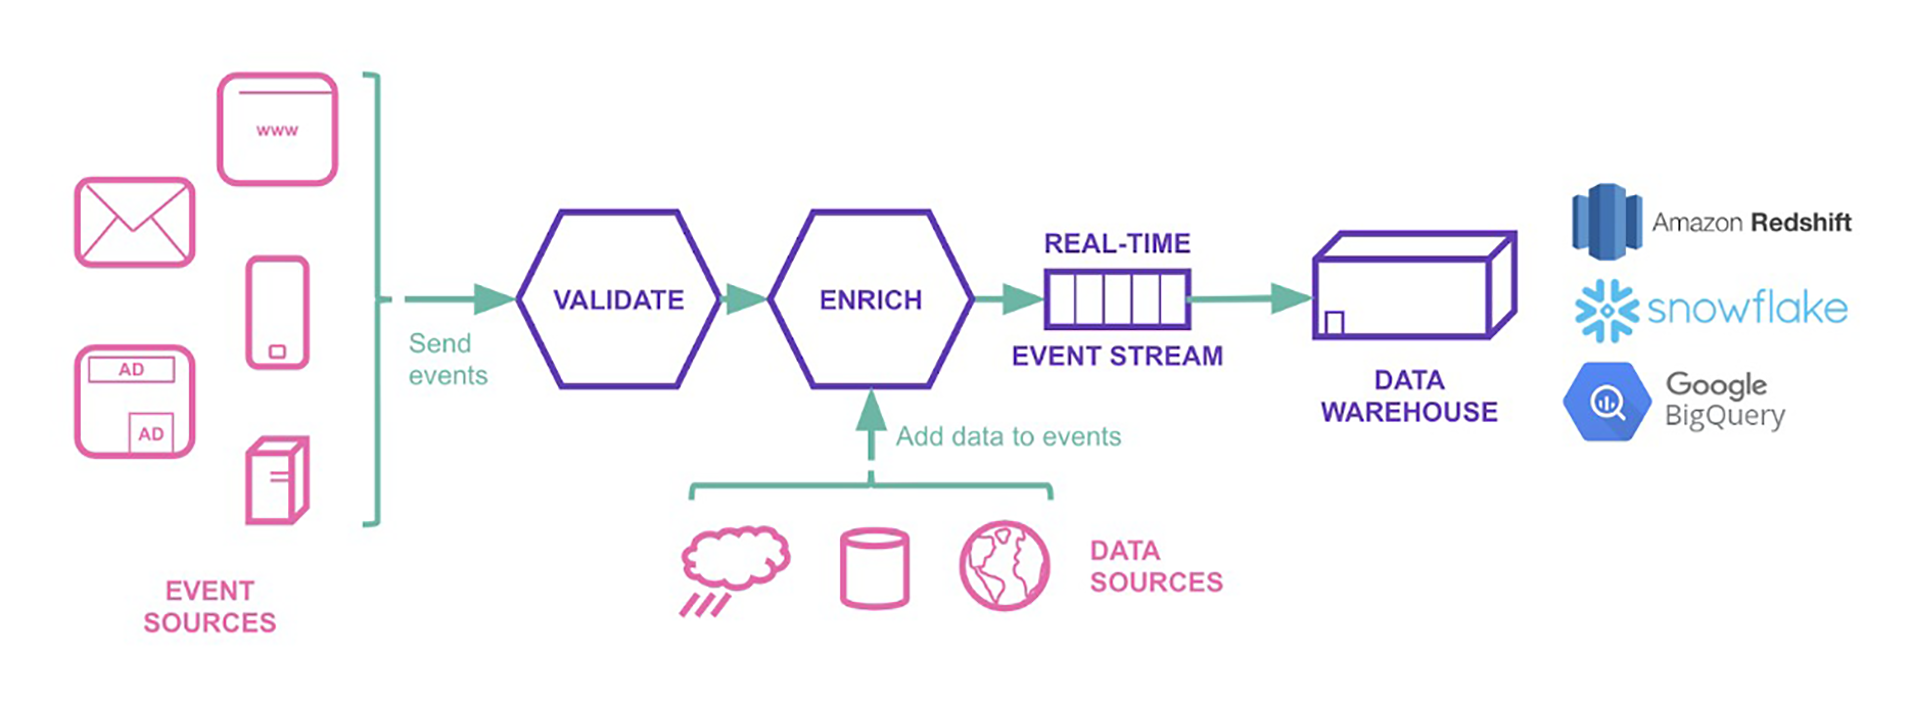 www
AD
AD
EVENT
SOURCES
Send
events
VALIDATE
ENRICH
Add data to events
DATA
SOURCES
REAL-TIME
EVENT STREAM
DATA
WAREHOUSE
Amazon Redshift
snowflake
Google
BigQuery